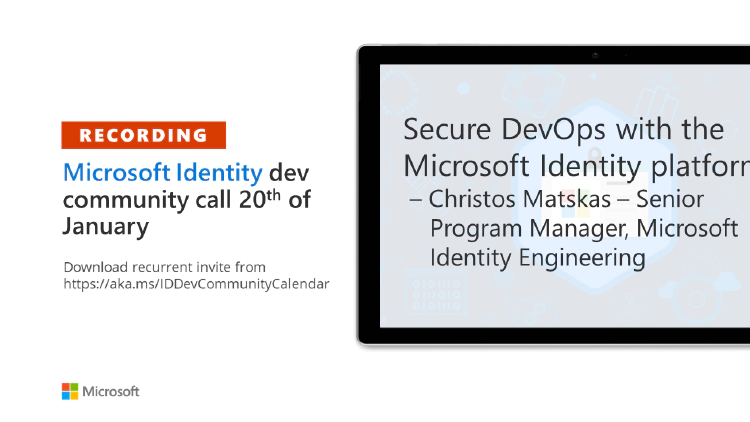 RECORDING
Microsoft Identity dev
community call 20th of
January
Download recurrent invite from
https://aka.ms/IDDevCommunityCalendar
Microsoft
Secure DevOps with the
Microsoft Identity platfor
– Christos Matskas – Senior
Program Manager, Microsoft
Identity Engineering